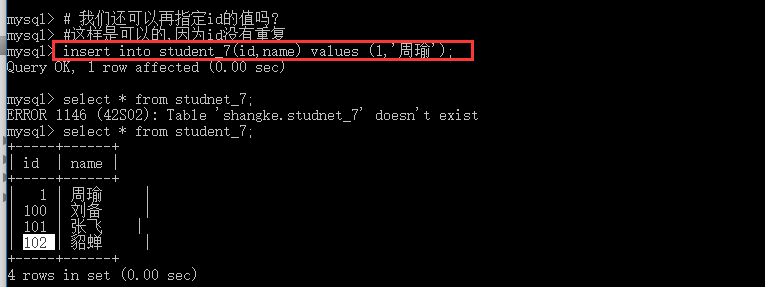 mysql> # 我们还可以再指定id的值吗?
mysql> #这样是可以的,因为id没有重复
mysql> insert into student_7(id,name) values (1,'周瑜');
Query OK, 1 row affected (0.00 sec)
mysql> select * from studnet_7;
ERROR 1146 (42S02): Table 'shangke.studnet_7' doesn't exist
mysql> select * from student_7;
+-----+------+
| id  | name |
+-----+------+
|   1 | 周瑜     |
| 100 | 刘备     |
| 101 | 张飞    |
| 102 | 貂蝉     |
+-----+------+
4 rows in set (0.00 sec)